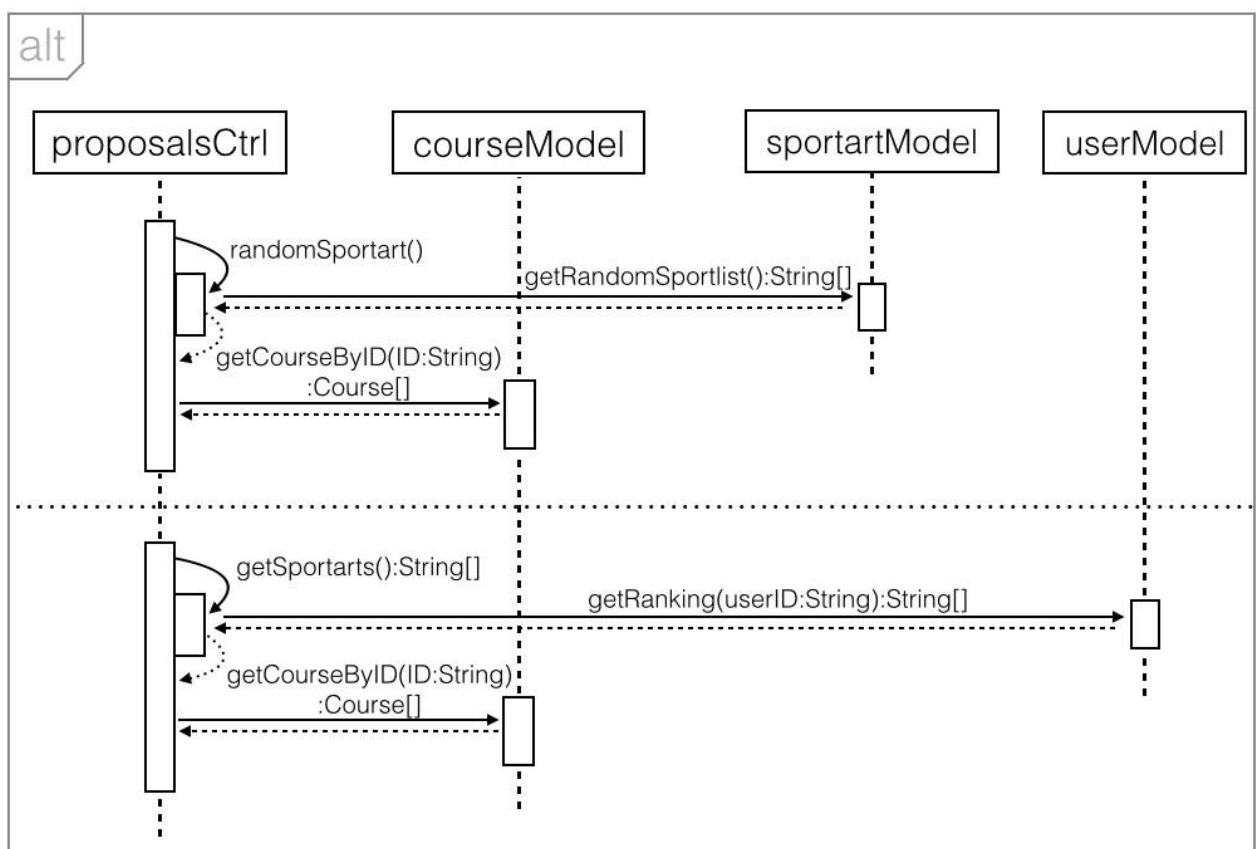 alt
proposalsCtrl
courseModel
sportartModel
userModel
randomSportart()
getRandomSportlist():String[]
getCourseByID(ID:String)
:Course[]
getSportarts():String[]
getRanking(userID:String):String[]
getCourseByID(ID:String)
:Course[]